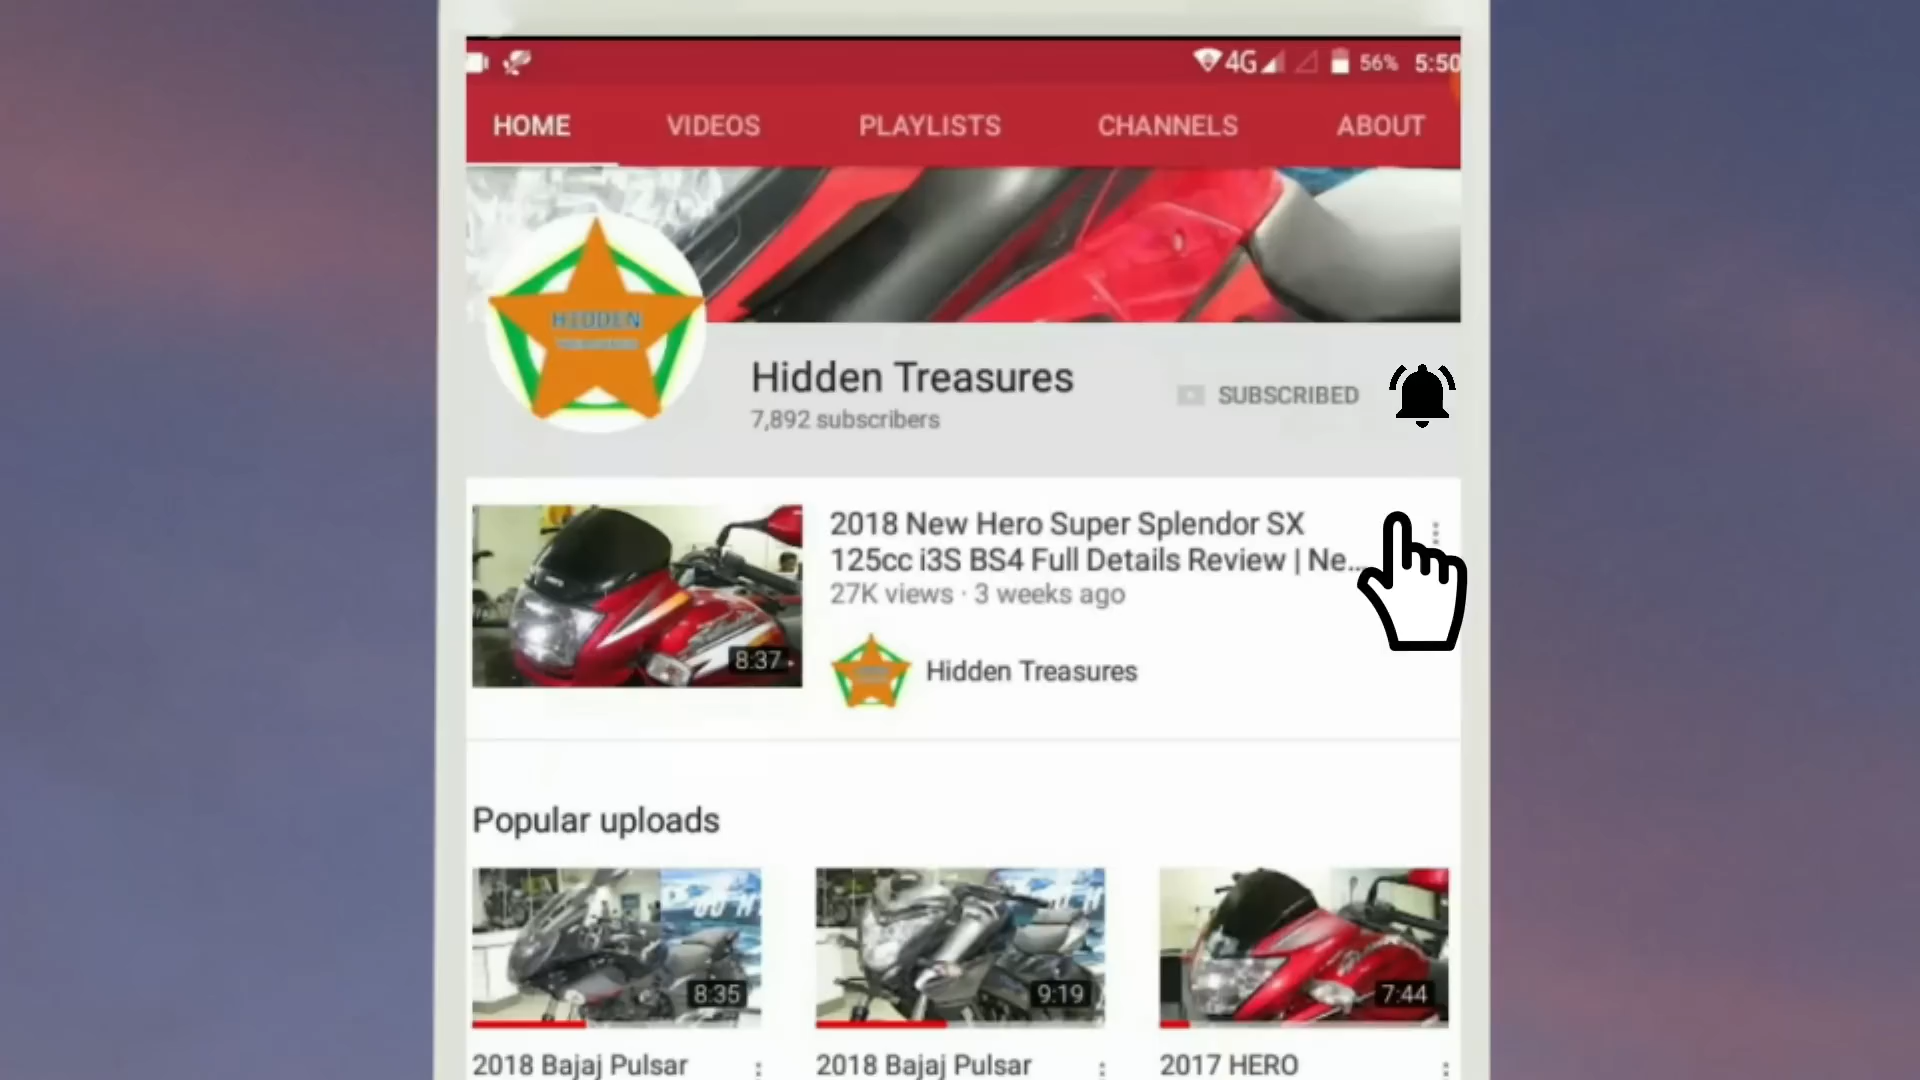 4G 56% 5:50
HOME VIDEOS PLAYLISTS CHANNELS ABOUT
HIDDEN
Hidden Treasures
7,892 subscribers
SUBSCRIBED
2018 New Hero Super Splendor SX
125cc i3S BS4 Full Details Review | Ne...
27K views · 3 weeks ago
8:37
Hidden Treasures
Popular uploads
8:35
9:19
7:44
2018 Bajaj Pulsar
2018 Bajaj Pulsar
2017 HERO